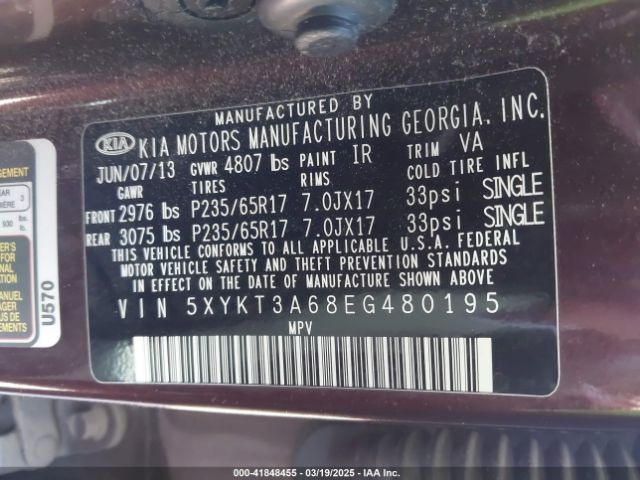 MANUFACTURED BY
KIA KIA MOTORS MANUFACTURING GEORGIA, INC.
JUN/07/13 GVWR 4807 lbs PAINT IR TRIM VA
GAWR TIRES RIMS COLD TIRE INFL
FRONT 2976 lbs P235/65R17 7.0JX17 33psi SINGLE
REAR 3075 lbs P235/65R17 7.0JX17 33psi SINGLE
THIS VEHICLE CONFORMS TO ALL APPLICABLE U.S.A. FEDERAL
MOTOR VEHICLE SAFETY AND THEFT PREVENTION STANDARDS
IN EFFECT ON THE DATE OF MANUFACTURE SHOWN ABOVE.
VIN 5XYKT3A68EG480195
MPV
U570
000-41848455 — 03/19/2025 — IAA Inc.